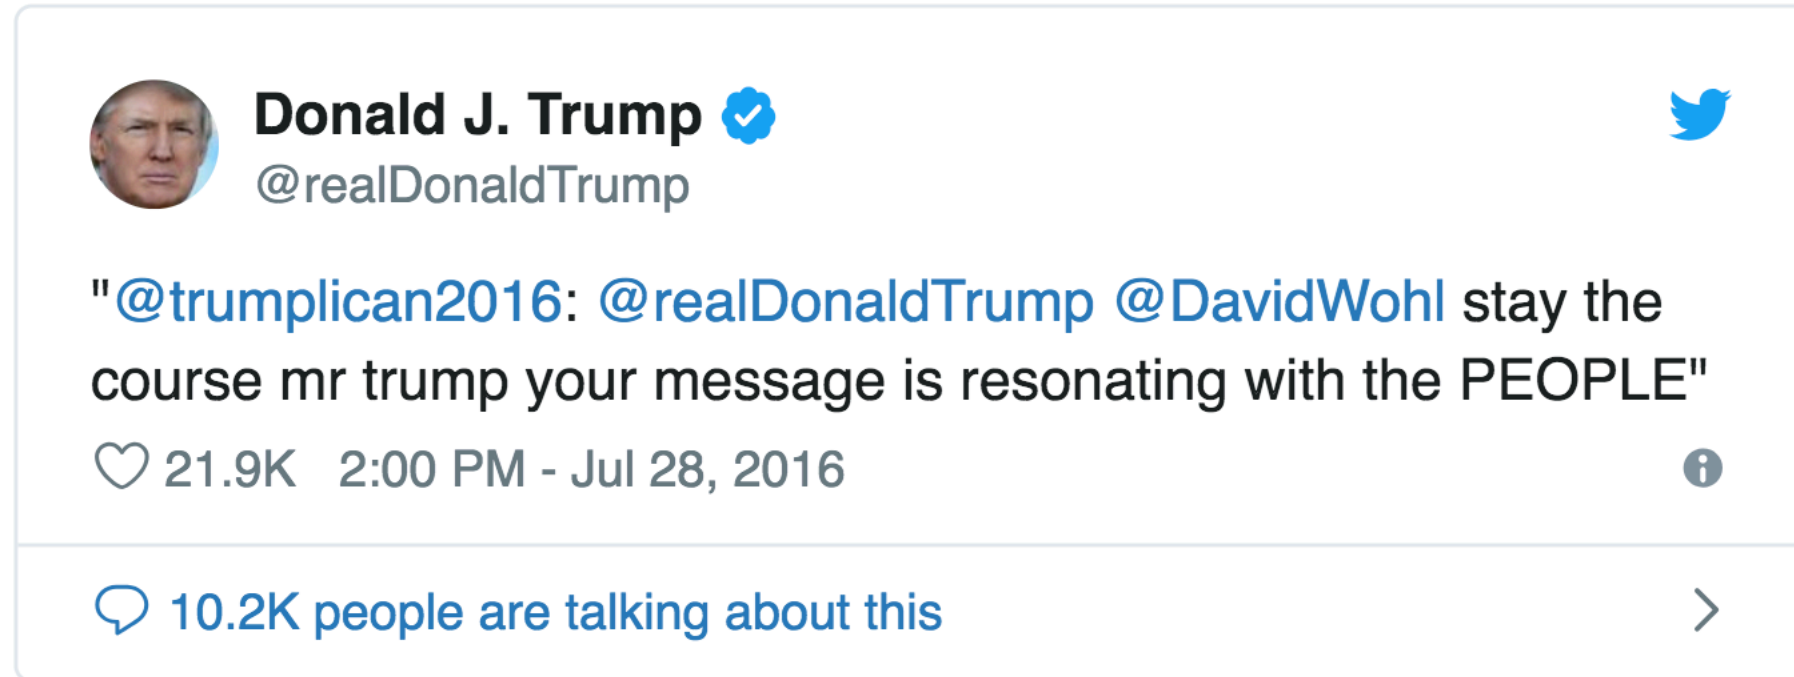 Donald J. Trump
@realDonaldTrump
"@trumplican2016: @realDonaldTrump @DavidWohl stay the
course mr trump your message is resonating with the PEOPLE"
21.9K 2:00 PM - Jul 28, 2016
10.2K people are talking about this